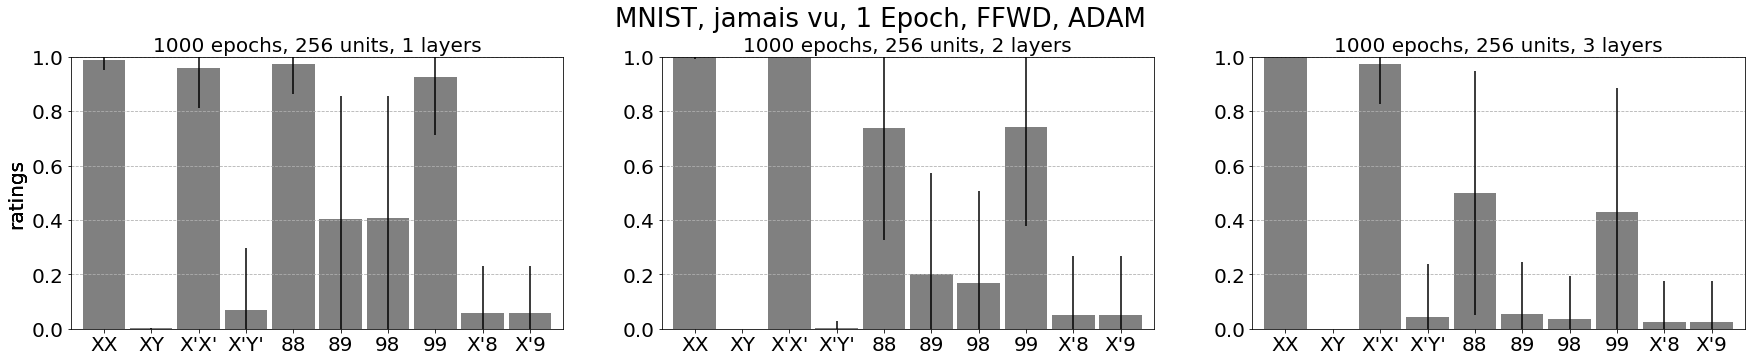 MNIST, jamais vu, 1 Epoch, FFWD, ADAM
1000 epochs, 256 units, 1 layers
ratings
1.0
0.8
0.6
0.4
0.2
0.0
XX XY X'X' X'Y' 88 89 98 99 X'8 X'9
1000 epochs, 256 units, 2 layers
1.0
0.8
0.6
0.4
0.2
0.0
XX XY X'X' X'Y' 88 89 98 99 X'8 X'9
1000 epochs, 256 units, 3 layers
1.0
0.8
0.6
0.4
0.2
0.0
XX XY X'X' X'Y' 88 89 98 99 X'8 X'9